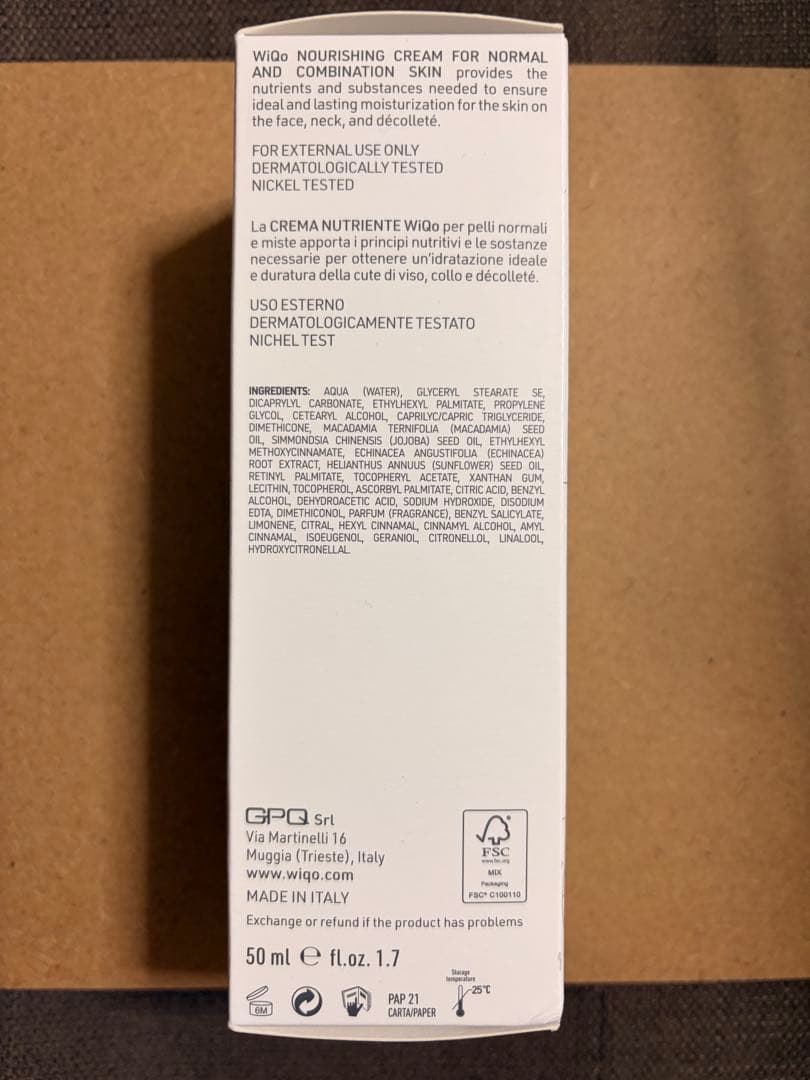 WiQo NOURISHING CREAM FOR NORMAL
AND COMBINATION SKIN provides the
nutrients and substances needed to ensure
ideal and lasting moisturization for the skin on
the face, neck, and décolleté.
FOR EXTERNAL USE ONLY
DERMATOLOGICALLY TESTED
NICKEL TESTED
La CREMA NUTRIENTE WiQo per pelli normali
e miste apporta i principi nutritivi e le sostanze
necessarie per ottenere un'idratazione ideale
e duratura della cute di viso, collo e décolleté.
USO ESTERNO
DERMATOLOGICAMENTE TESTATO
NICHEL TEST
INGREDIENTS: AQUA (WATER), GLYCERYL STEARATE SE,
DICAPRYLYL CARBONATE, ETHYLHEXYL PALMITATE, PROPYLENE
GLYCOL, CETEARYL ALCOHOL, CAPRILYC/CAPRIC TRIGLYCERIDE,
DIMETHICONE, MACADAMIA TERNIFOLIA (MACADAMIA) SEED
OIL, SIMMONDSIA CHINENSIS (JOJOBA) SEED OIL, ETHYLHEXYL
METHOXYCINNAMATE, ECHINACEA ANGUSTIFOLIA (ECHINACEA)
ROOT EXTRACT, HELIANTHUS ANNUUS (SUNFLOWER) SEED OIL,
RETINYL PALMITATE, TOCOPHERYL ACETATE, XANTHAN GUM,
LECITHIN, TOCOPHEROL, ASCORBYL PALMITATE, CITRIC ACID, BENZYL
ALCOHOL, DEHYDROACETIC ACID, SODIUM HYDROXIDE, DISODIUM
EDTA, DIMETHICONOL, PARFUM (FRAGRANCE), BENZYL SALICYLATE,
LIMONENE, CITRAL, HEXYL CINNAMAL, CINNAMYL ALCOHOL, AMYL
CINNAMAL, ISOEUGENOL, GERANIOL, CITRONELLOL, LINALOOL,
HYDROXYCITRONELLAL.
GPQ Srl
Via Martinelli 16
Muggia (Trieste), Italy
www.wiqo.com
MADE IN ITALY
FSC
www.fsc.org
MIX
Packaging
FSC® C100110
Exchange or refund if the product has problems
50 ml e fl.oz. 1.7
6M
PAP 21
CARTA/PAPER
Storage
temperature
-25°C